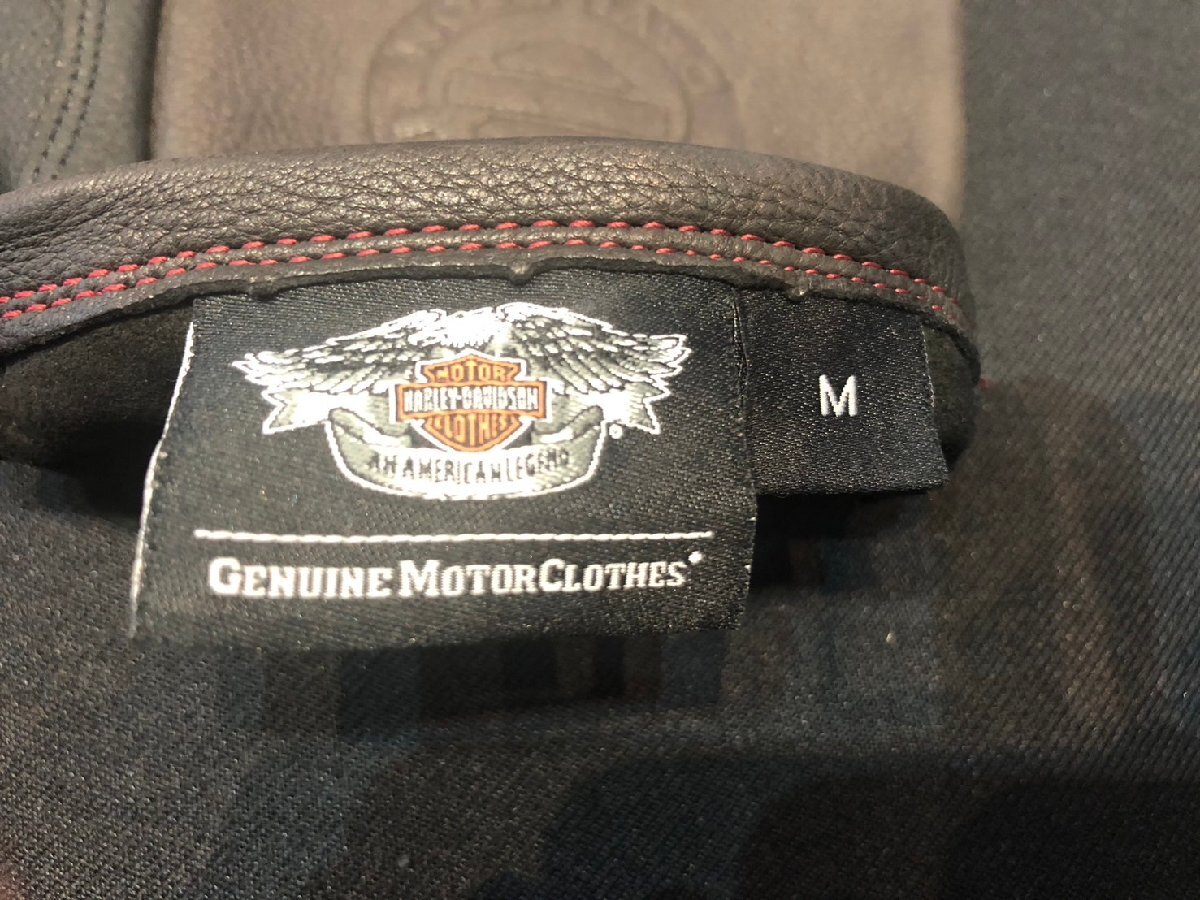 MOTOR
HARLEY-DAVIDSON
CLOTHES
®
AN AMERICAN LEGEND
M
GENUINE MOTORCLOTHES®